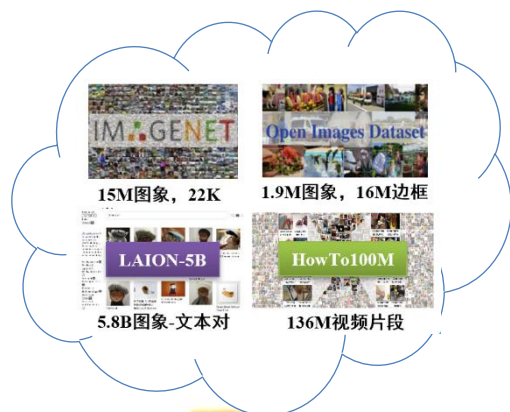 IMAGENET
Open Images Dataset
15M图象，22K
1.9M图象，16M边框
LAION-5B
HowTo100M
5.8B图象-文本对
136M视频片段